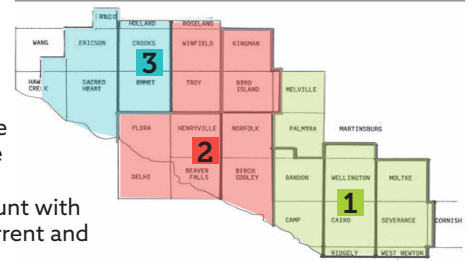 HOLLAND ROSELAND
WANG ERICSON CROOKS WINFIELD KINGMAN
3
HAW CREEK SACRED HEART EMMET TROY BIRD ISLAND MELVILLE
e FLORA HENRYVILLE NORFOLK PALMYRA MARTINSBURG
e
2
DELHI BEAVER FALLS BIRCH COOLEY BANDON WELLINGTON MOLTKE
unt with
1
rrent and CAMP CAIRO SEVERANCE CORNISH
RIDGELY WEST NEWTON